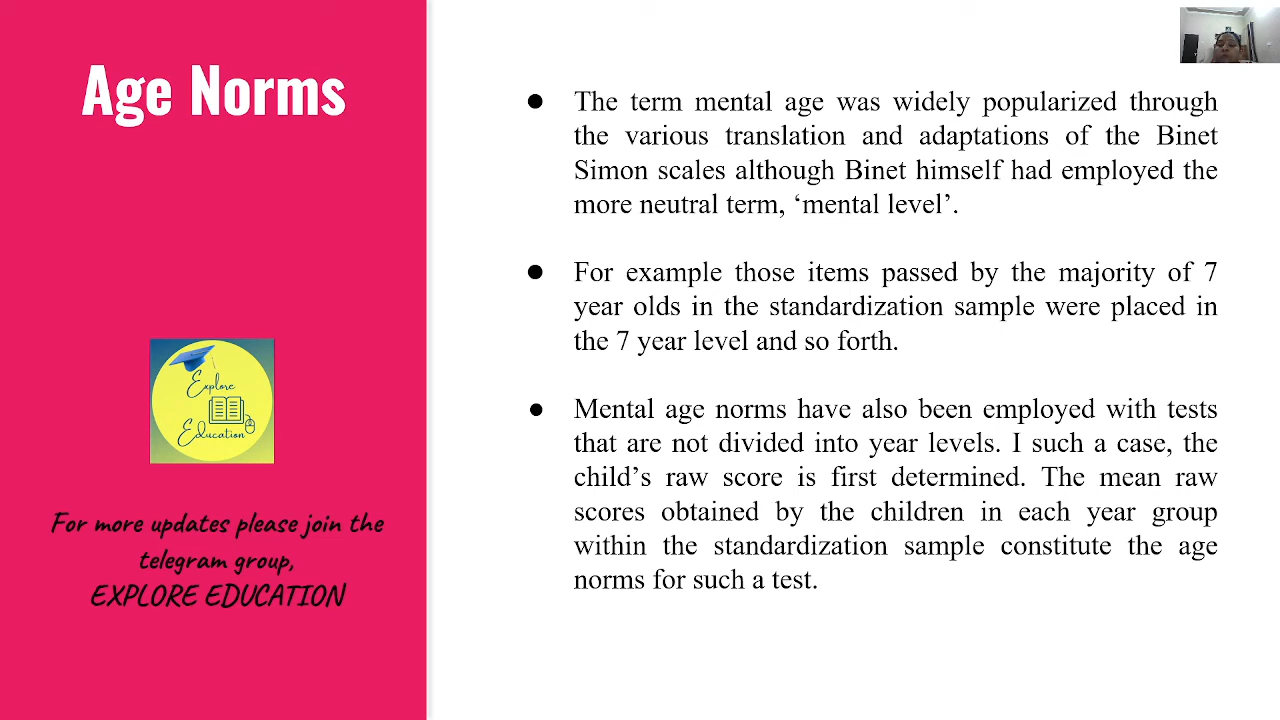 Age Norms
Explore
Education
For more updates please join the
telegram group,
EXPLORE EDUCATION
● The term mental age was widely popularized through
the various translation and adaptations of the Binet
Simon scales although Binet himself had employed the
more neutral term, ‘mental level’.
● For example those items passed by the majority of 7
year olds in the standardization sample were placed in
the 7 year level and so forth.
● Mental age norms have also been employed with tests
that are not divided into year levels. I such a case, the
child’s raw score is first determined. The mean raw
scores obtained by the children in each year group
within the standardization sample constitute the age
norms for such a test.